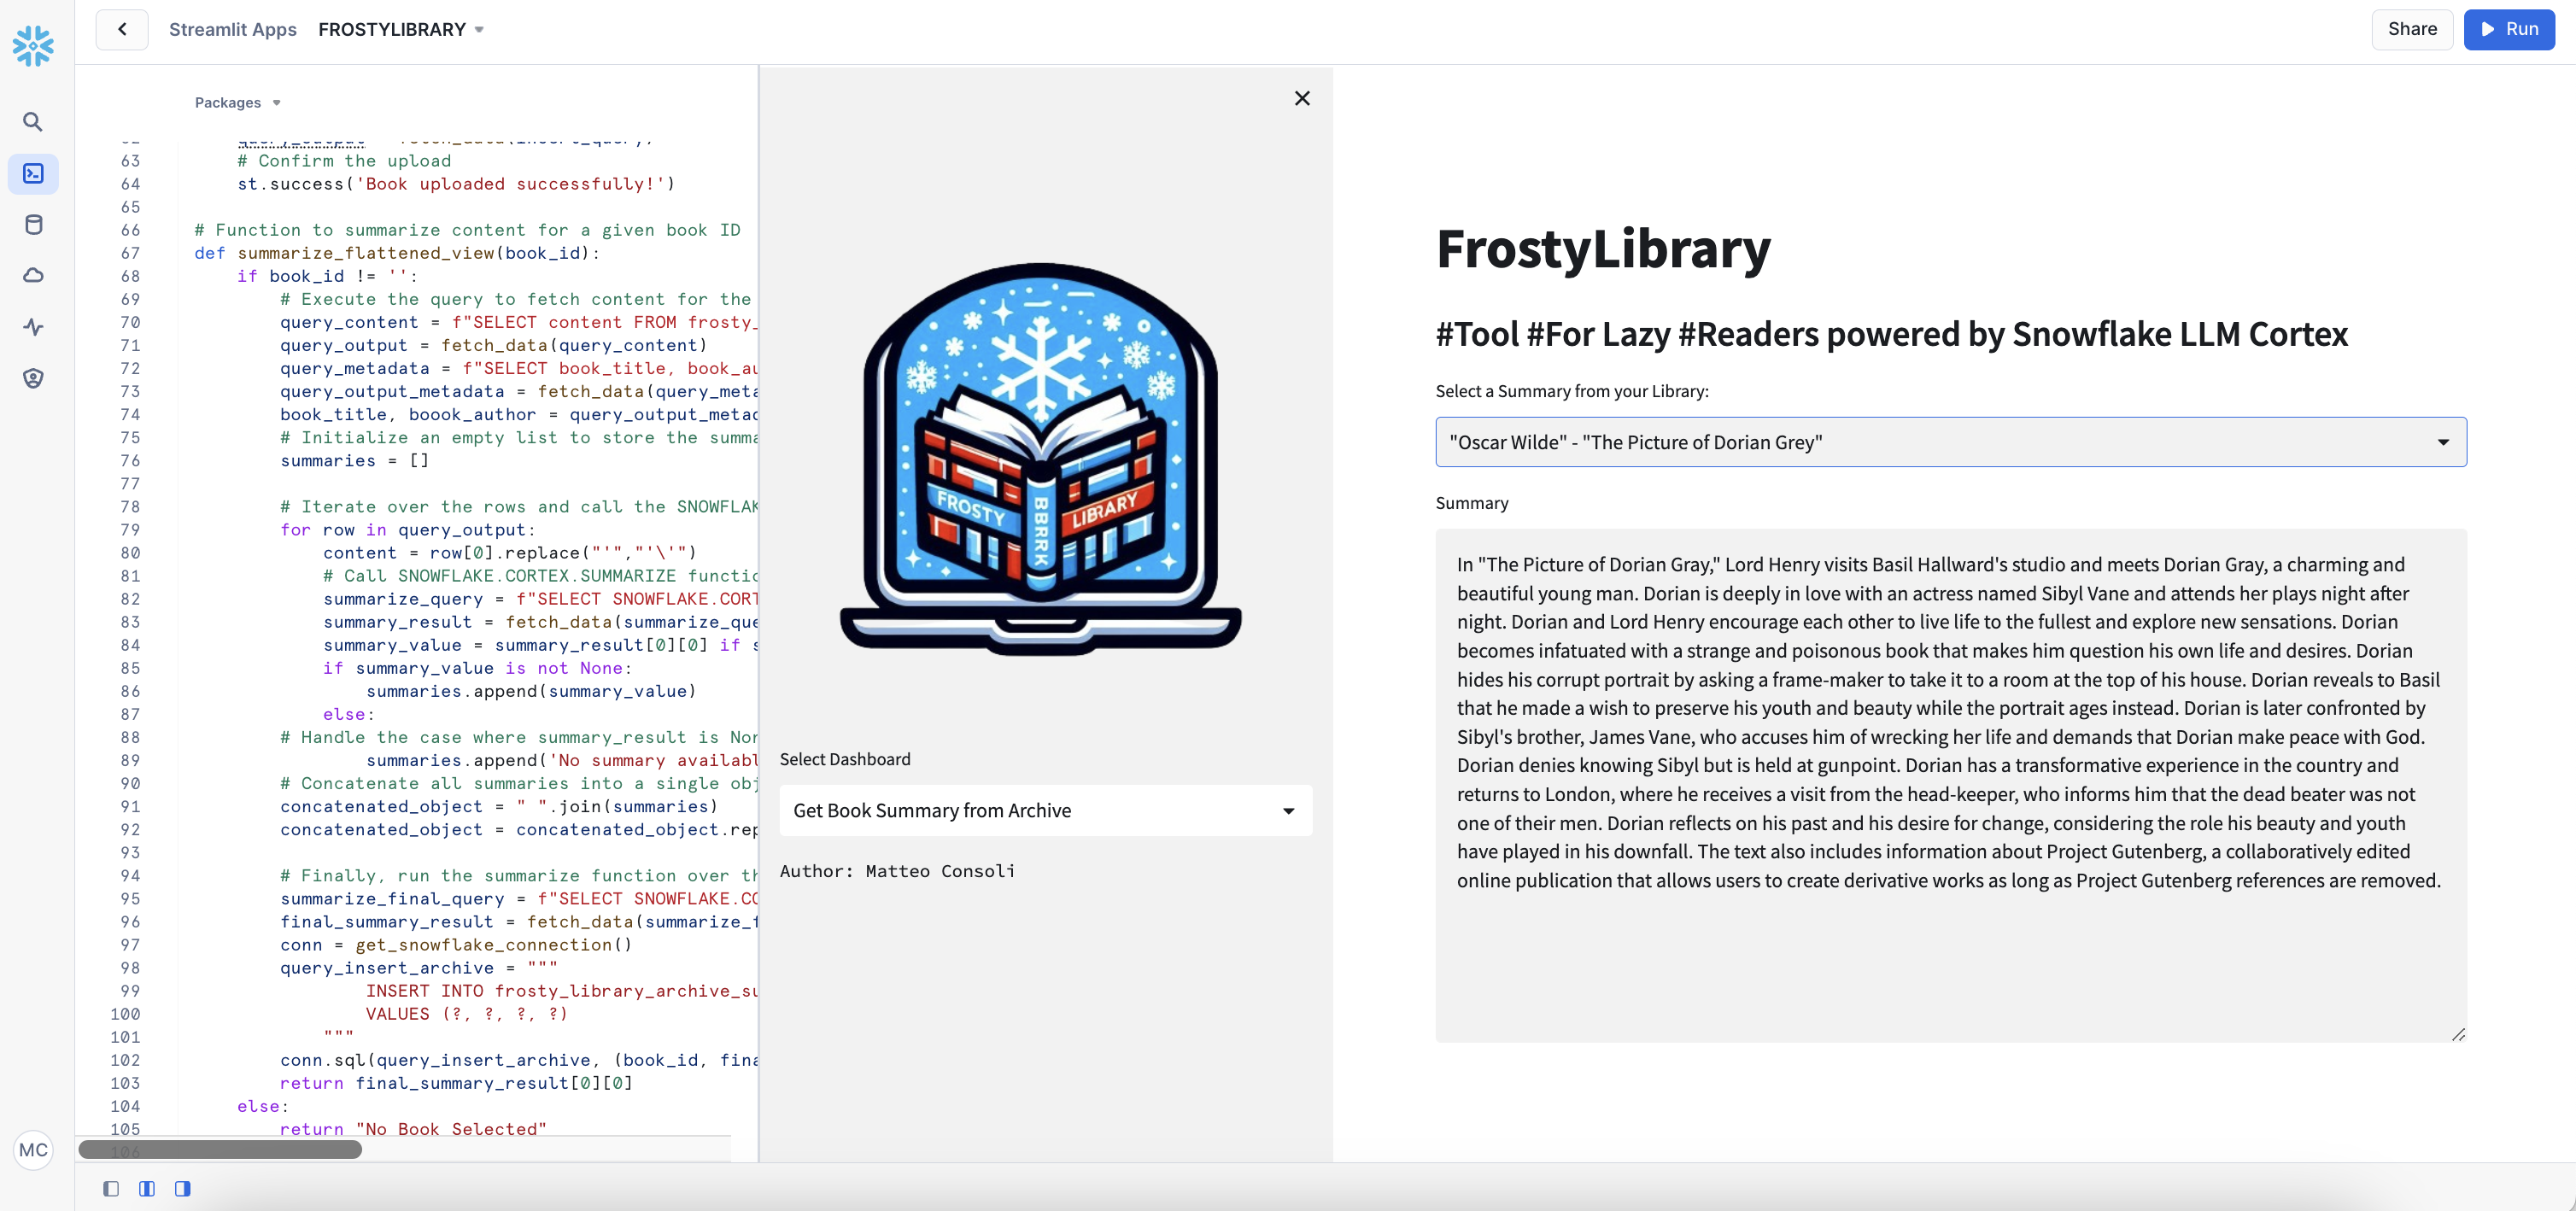 Streamlit Apps FROSTYLIBRARY
Share
Run
Packages
62 query_output = fetch_data(insert_query)
63 # Confirm the upload
64 st.success('Book uploaded successfully!')
65
66 # Function to summarize content for a given book ID
67 def summarize_flattened_view(book_id):
68 if book_id != '':
69 # Execute the query to fetch content for the
70 query_content = f"SELECT content FROM frosty_
71 query_output = fetch_data(query_content)
72 query_metadata = f"SELECT book_title, book_au
73 query_output_metadata = fetch_data(query_meta
74 book_title, boook_author = query_output_metad
75 # Initialize an empty list to store the summa
76 summaries = []
77
78 # Iterate over the rows and call the SNOWFLAK
79 for row in query_output:
80 content = row[0].replace("'","'\'")
81 # Call SNOWFLAKE.CORTEX.SUMMARIZE functio
82 summarize_query = f"SELECT SNOWFLAKE.CORT
83 summary_result = fetch_data(summarize_que
84 summary_value = summary_result[0][0] if s
85 if summary_value is not None:
86 summaries.append(summary_value)
87 else:
88 # Handle the case where summary_result is Non
89 summaries.append('No summary availabl
90 # Concatenate all summaries into a single obj
91 concatenated_object = " ".join(summaries)
92 concatenated_object = concatenated_object.rep
93
94 # Finally, run the summarize function over th
95 summarize_final_query = f"SELECT SNOWFLAKE.CO
96 final_summary_result = fetch_data(summarize_f
97 conn = get_snowflake_connection()
98 query_insert_archive = """
99 INSERT INTO frosty_library_archive_su
100 VALUES (?, ?, ?, ?)
101 """
102 conn.sql(query_insert_archive, (book_id, fina
103 return final_summary_result[0][0]
104 else:
105 return "No Book Selected"
106
MC
FROSTY
BBRRK
LIBRARY
Select Dashboard
Get Book Summary from Archive
Author: Matteo Consoli
FrostyLibrary
#Tool #For Lazy #Readers powered by Snowflake LLM Cortex
Select a Summary from your Library:
"Oscar Wilde" - "The Picture of Dorian Grey"
Summary
In "The Picture of Dorian Gray," Lord Henry visits Basil Hallward's studio and meets Dorian Gray, a charming and
beautiful young man. Dorian is deeply in love with an actress named Sibyl Vane and attends her plays night after
night. Dorian and Lord Henry encourage each other to live life to the fullest and explore new sensations. Dorian
becomes infatuated with a strange and poisonous book that makes him question his own life and desires. Dorian
hides his corrupt portrait by asking a frame-maker to take it to a room at the top of his house. Dorian reveals to Basil
that he made a wish to preserve his youth and beauty while the portrait ages instead. Dorian is later confronted by
Sibyl's brother, James Vane, who accuses him of wrecking her life and demands that Dorian make peace with God.
Dorian denies knowing Sibyl but is held at gunpoint. Dorian has a transformative experience in the country and
returns to London, where he receives a visit from the head-keeper, who informs him that the dead beater was not
one of their men. Dorian reflects on his past and his desire for change, considering the role his beauty and youth
have played in his downfall. The text also includes information about Project Gutenberg, a collaboratively edited
online publication that allows users to create derivative works as long as Project Gutenberg references are removed.